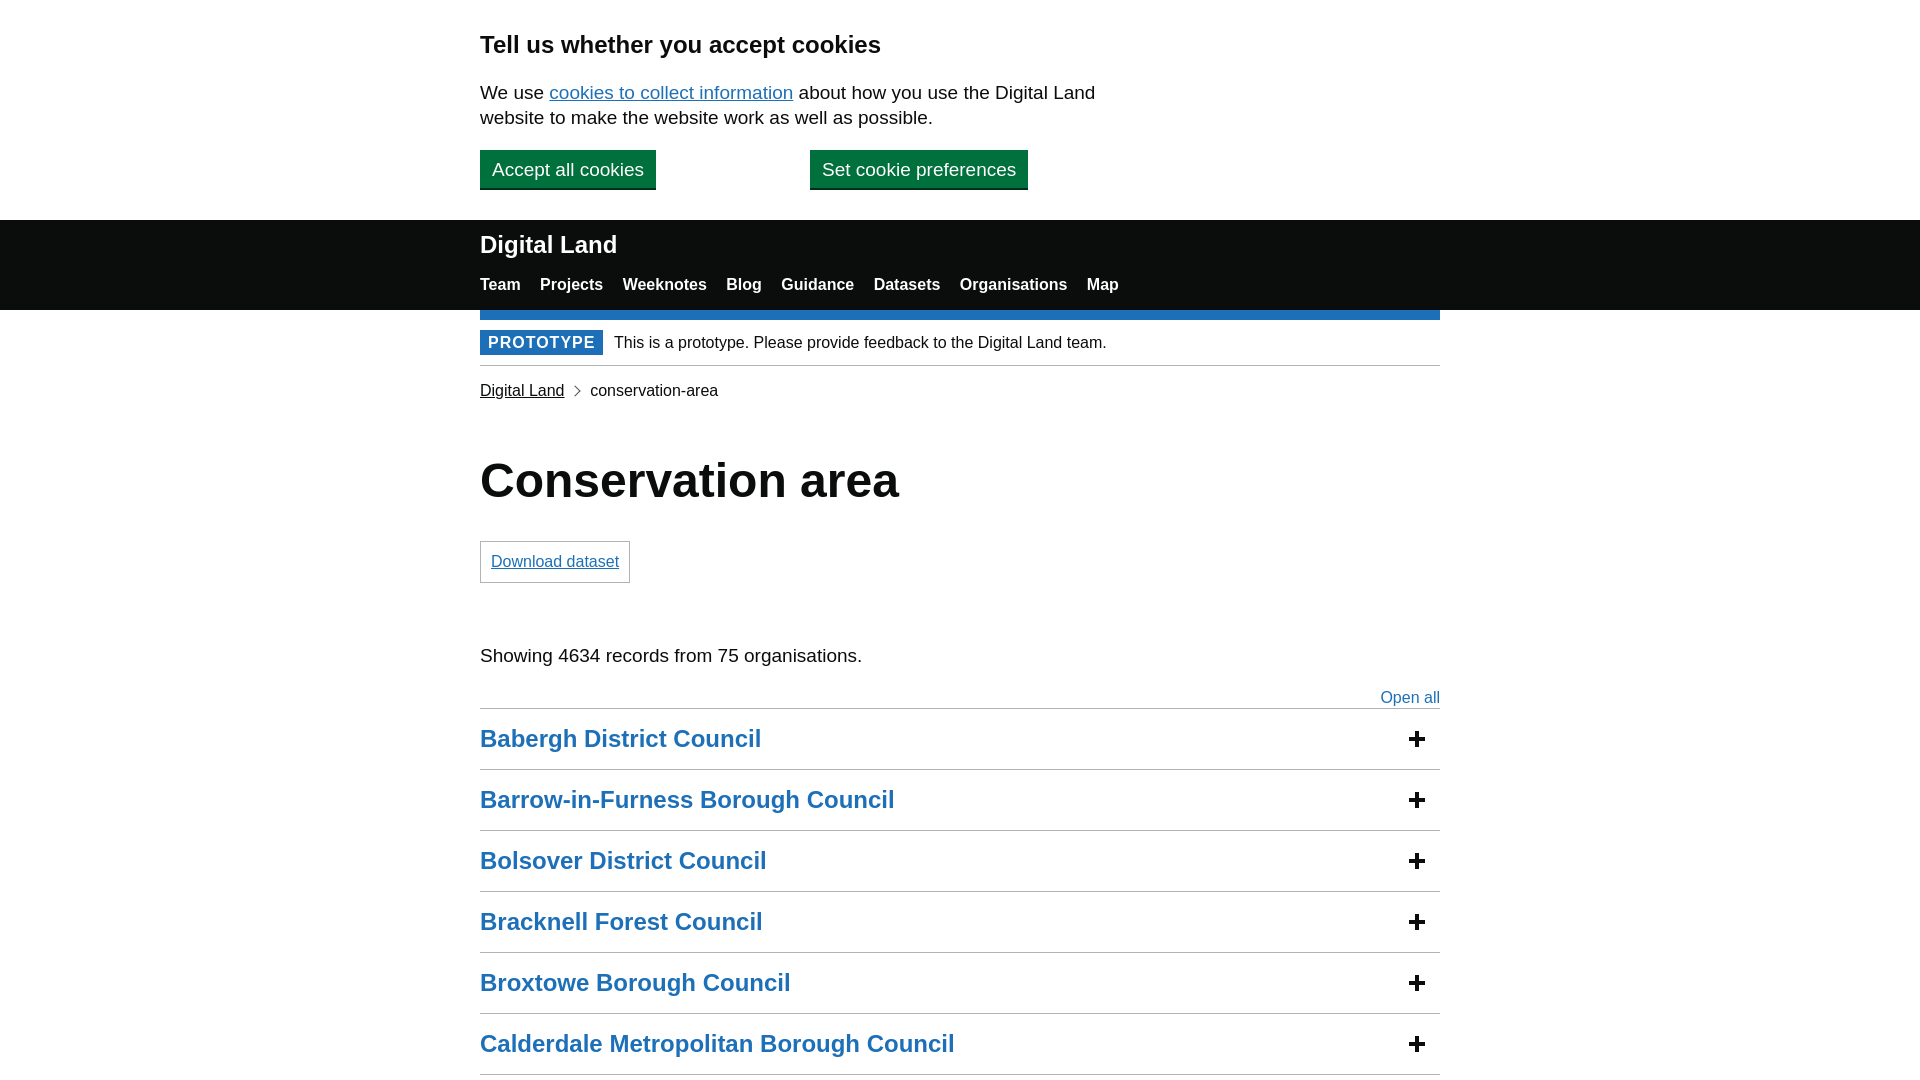 Tell us whether you accept cookies
We use cookies to collect information about how you use the Digital Land
website to make the website work as well as possible.
Accept all cookies
Set cookie preferences
Digital Land
Team Projects Weeknotes Blog Guidance Datasets Organisations Map
PROTOTYPE This is a prototype. Please provide feedback to the Digital Land team.
Digital Land conservation-area
Conservation area
Download dataset
Showing 4634 records from 75 organisations.
Open all
Babergh District Council
Barrow-in-Furness Borough Council
Bolsover District Council
Bracknell Forest Council
Broxtowe Borough Council
Calderdale Metropolitan Borough Council